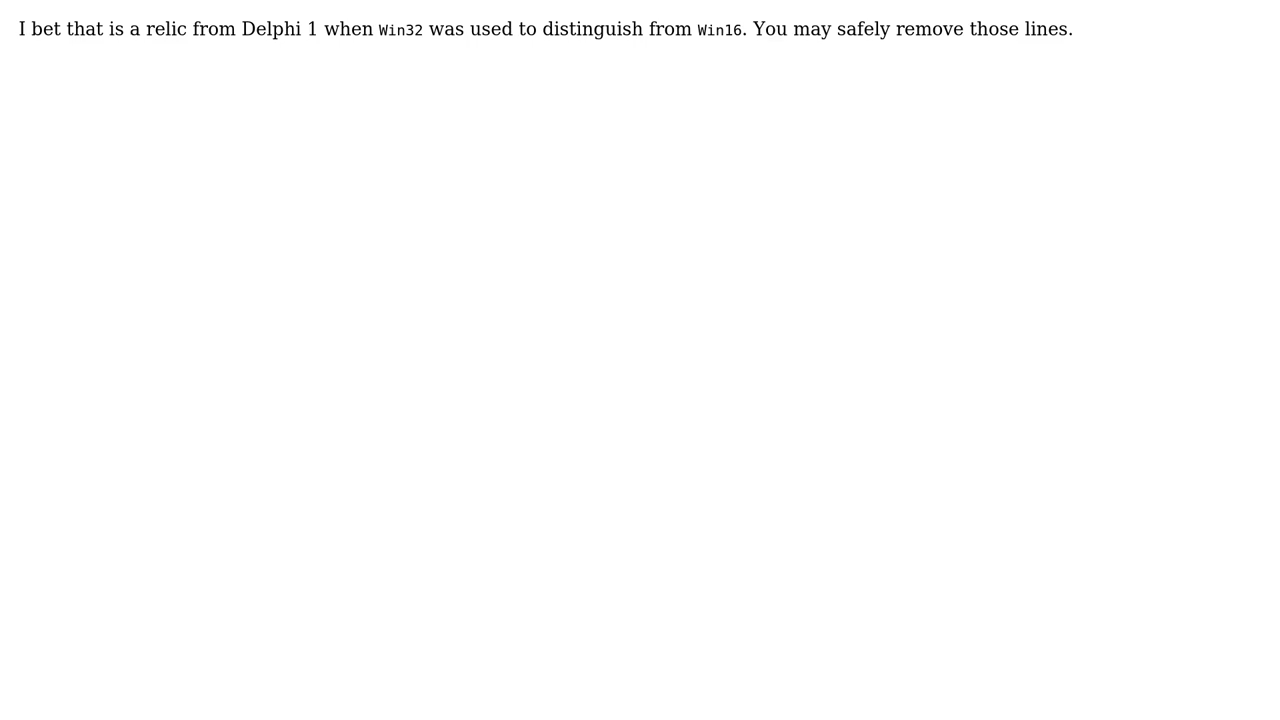 I bet that is a relic from Delphi 1 when Win32 was used to distinguish from Win16. You may safely remove those lines.